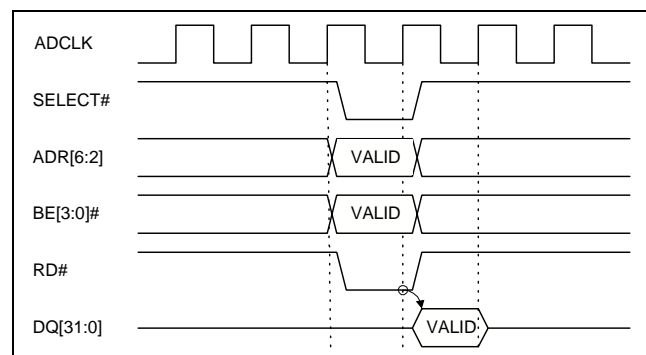 ADCLK
SELECT#
ADR[6:2] VALID
BE[3:0]# VALID
RD#
DQ[31:0] VALID